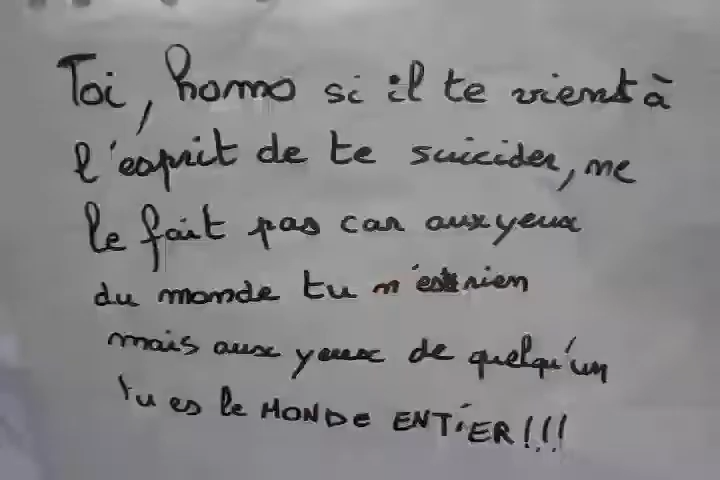 Toi, homo si il te vient à
l'esprit de te suicider, ne
le fait pas car aux yeux
du monde tu n'es rien
mais aux yeux de quelqu'un
tu es le MONDE ENTiER!!!